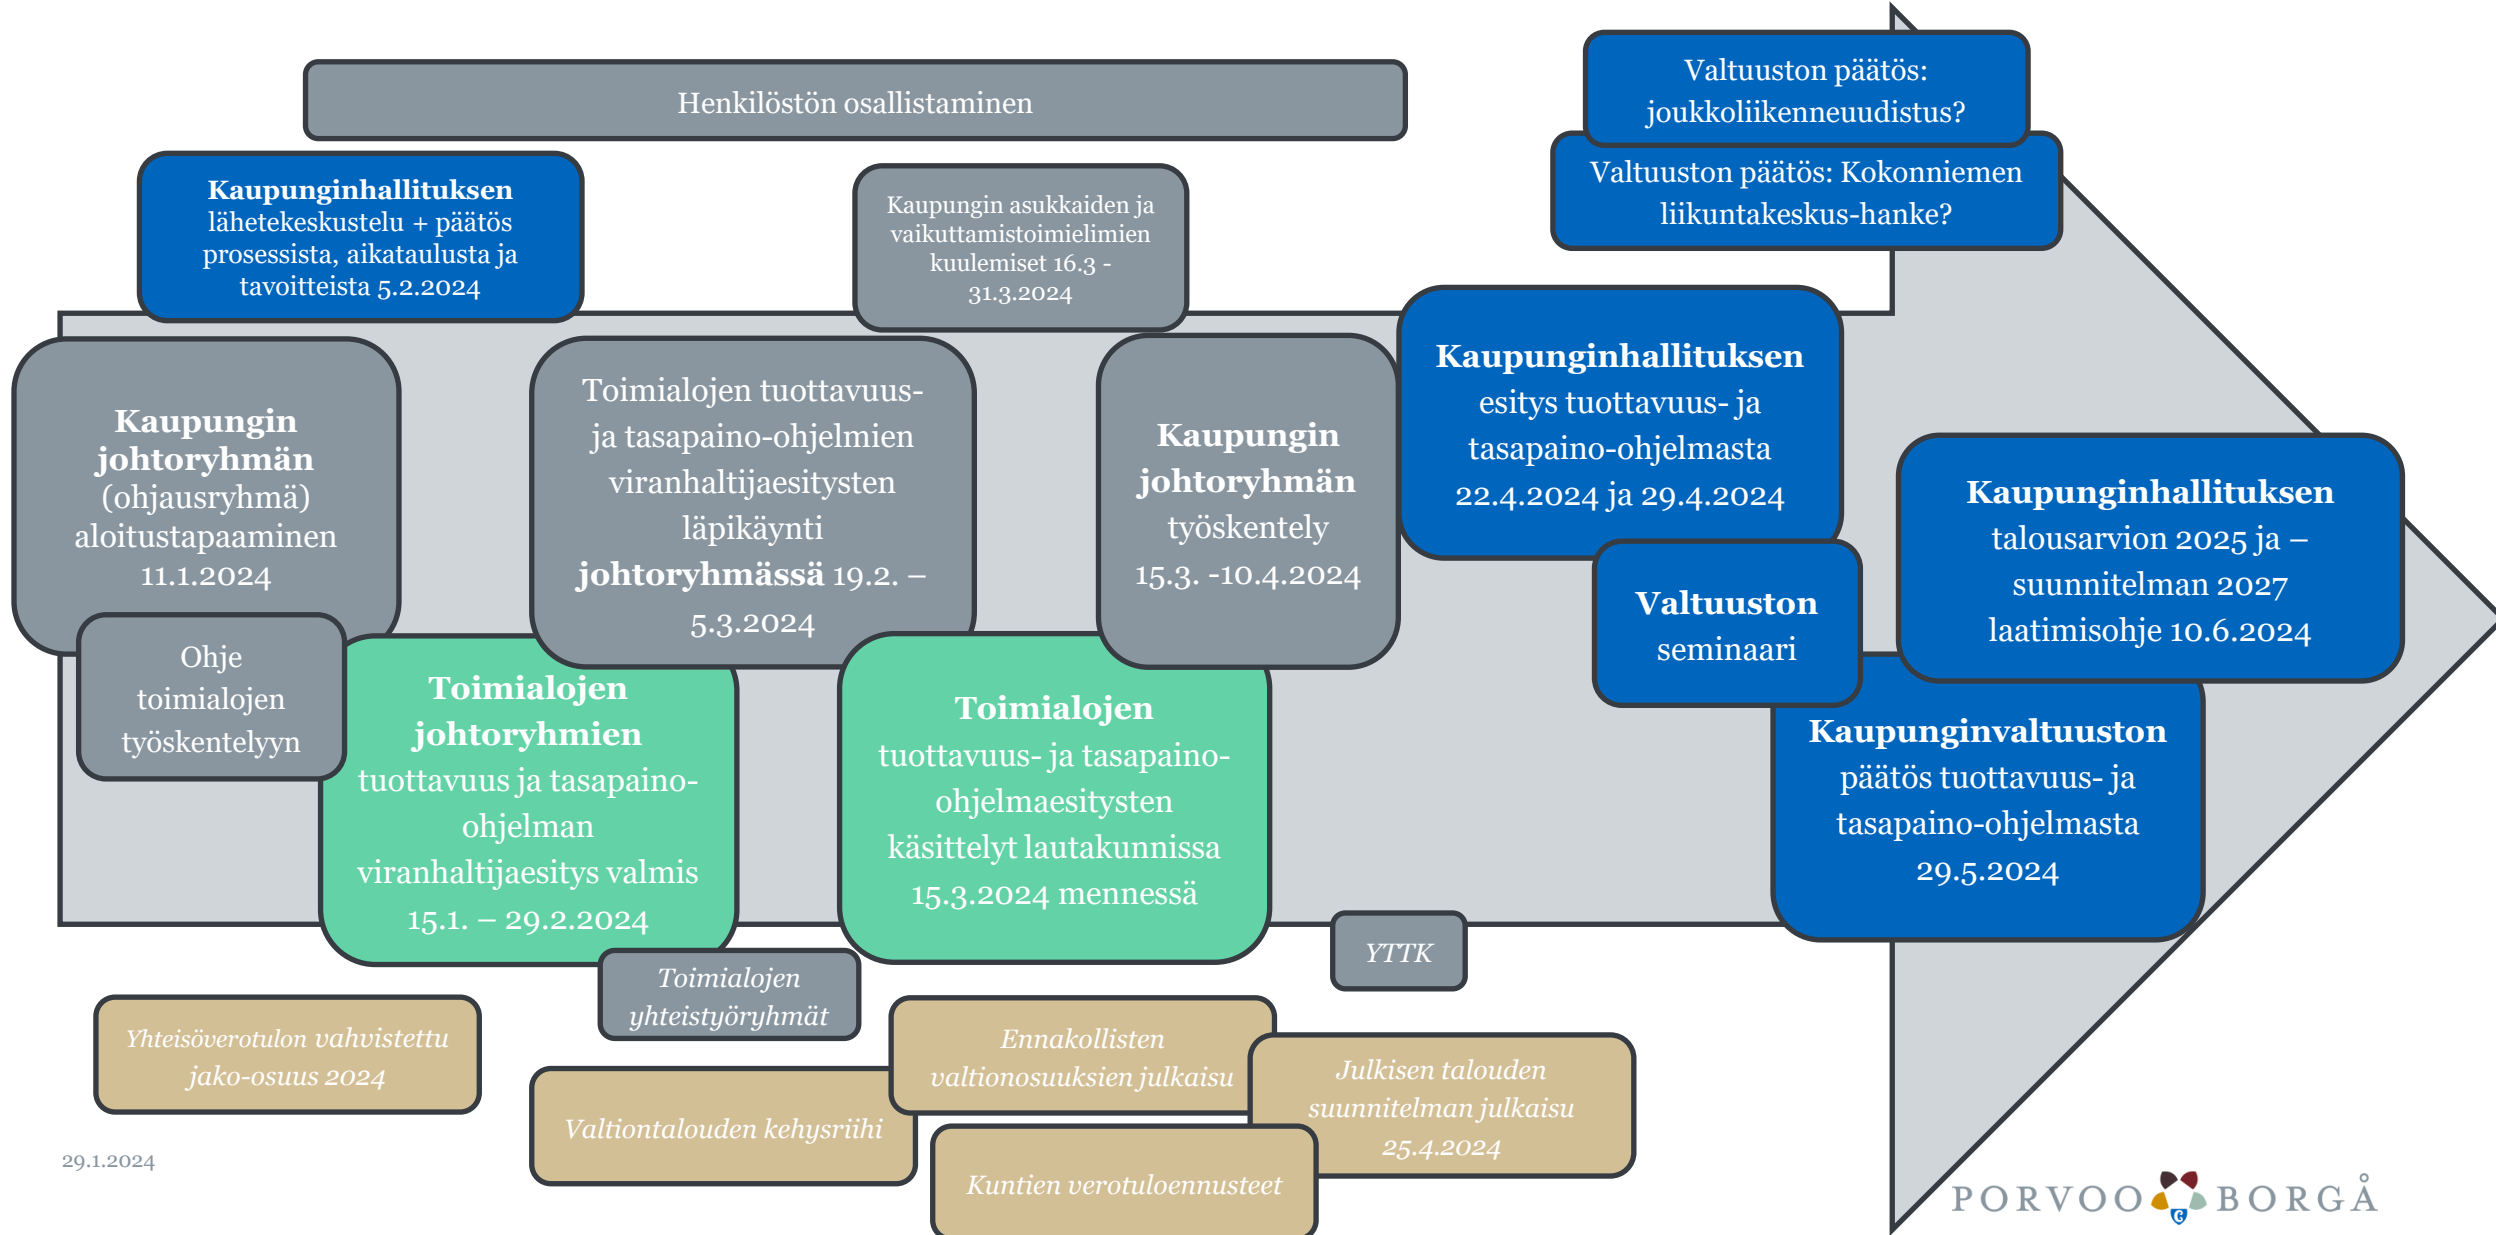 Henkilöstön osallistaminen
Valtuuston päätös:
joukkoliikenneuudistus?
Valtuuston päätös: Kokonniemen
liikuntakeskus-hanke?
Kaupunginhallituksen
lähetekeskustelu + päätös
prosessista, aikataulusta ja
tavoitteista 5.2.2024
Kaupungin asukkaiden ja
vaikuttamistoimielimien
kuulemiset 16.3 -
31.3.2024
Kaupungin
johtoryhmän
(ohjausryhmä)
aloitustapaaminen
11.1.2024
Ohje
toimialojen
työskentelyyn
Toimialojen tuottavuus-
ja tasapaino-ohjelmien
viranhaltijaesitysten
läpikäynti
johtoryhmässä 19.2. –
5.3.2024
Kaupungin
johtoryhmän
työskentely
15.3. -10.4.2024
Kaupunginhallituksen
esitys tuottavuus- ja
tasapaino-ohjelmasta
22.4.2024 ja 29.4.2024
Valtuuston
seminaari
Kaupunginhallituksen
talousarvion 2025 ja –
suunnitelman 2027
laatimisohje 10.6.2024
Toimialojen
johtoryhmien
tuottavuus ja tasapaino-
ohjelman
viranhaltijaesitys valmis
15.1. – 29.2.2024
Toimialojen
tuottavuus- ja tasapaino-
ohjelmaesitysten
käsittelyt lautakunnissa
15.3.2024 mennessä
Kaupunginvaltuuston
päätös tuottavuus- ja
tasapaino-ohjelmasta
29.5.2024
Toimialojen
yhteistyöryhmät
YTTK
Yhteisöverotulon vahvistettu
jako-osuus 2024
Valtiontalouden kehysriihi
Ennakollisten
valtionosuuksien julkaisu
Kuntien verotuloennusteet
Julkisen talouden
suunnitelman julkaisu
25.4.2024
29.1.2024
PORVOO BORGÅ